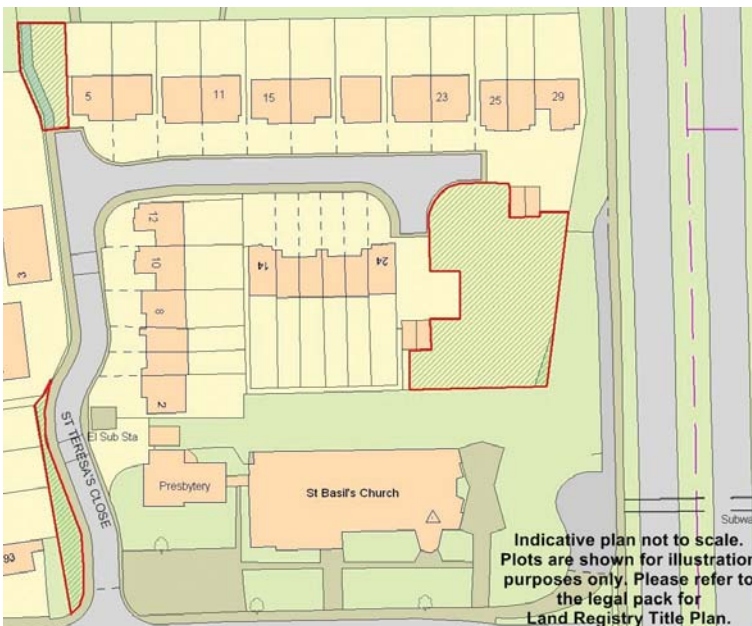 5
11
15
23
25
29
12
10
8
2
14
24
3
El Sub Sta
ST TERESA'S CLOSE
Presbytery
St Basil's Church
93
Subwa
Indicative plan not to scale.
Plots are shown for illustration
purposes only. Please refer to
the legal pack for
Land Registry Title Plan.